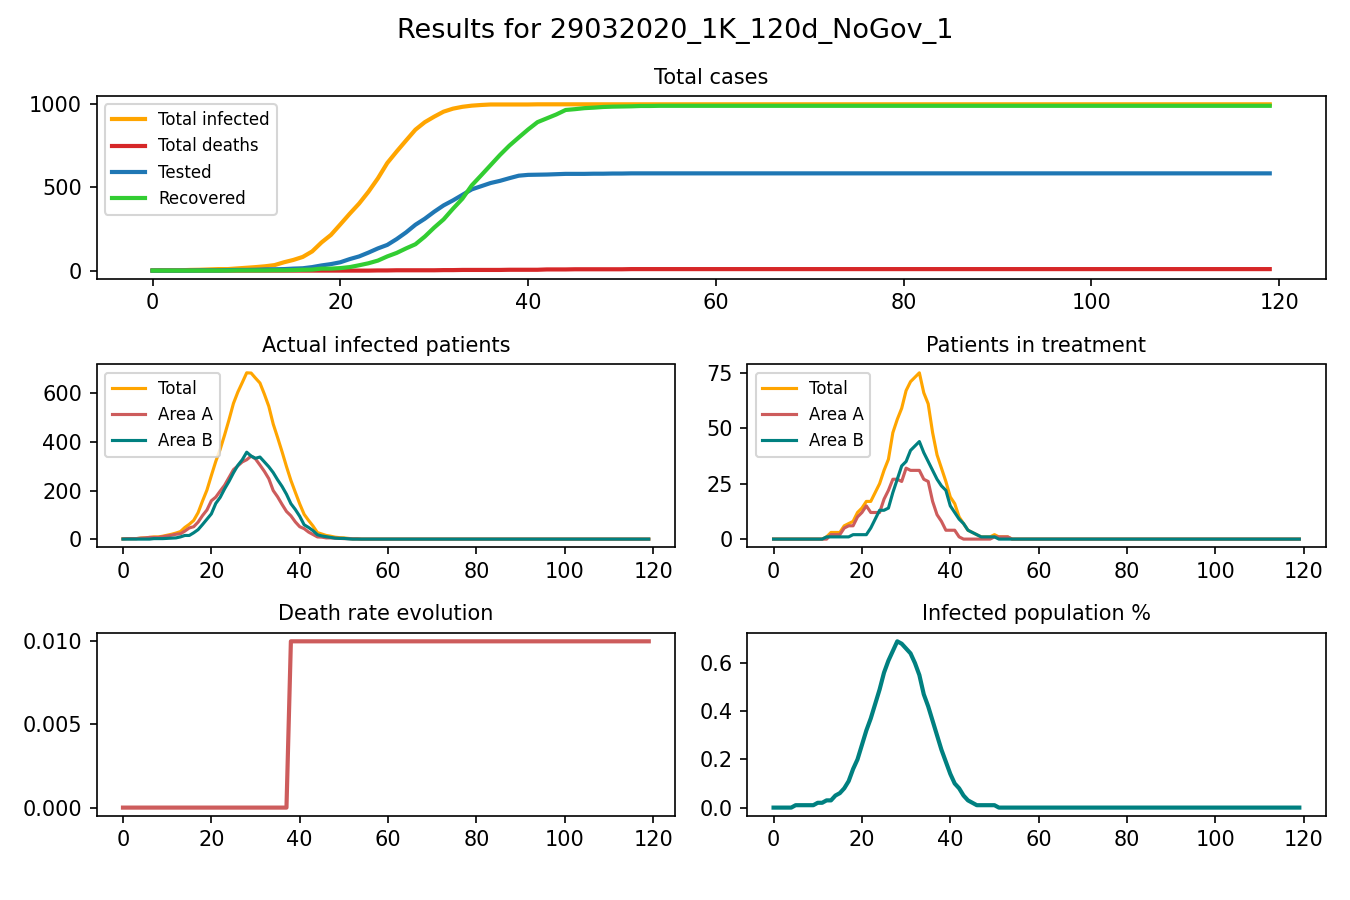 Results for 29032020_1K_120d_NoGov_1
Total cases
1000
500
0
Total infected
Total deaths
Tested
Recovered
0 20 40 60 80 100 120
Actual infected patients
600
400
200
0
Total
Area A
Area B
0 20 40 60 80 100 120
Patients in treatment
75
50
25
0
Total
Area A
Area B
0 20 40 60 80 100 120
Death rate evolution
0.010
0.005
0.000
0 20 40 60 80 100 120
Infected population %
0.6
0.4
0.2
0.0
0 20 40 60 80 100 120